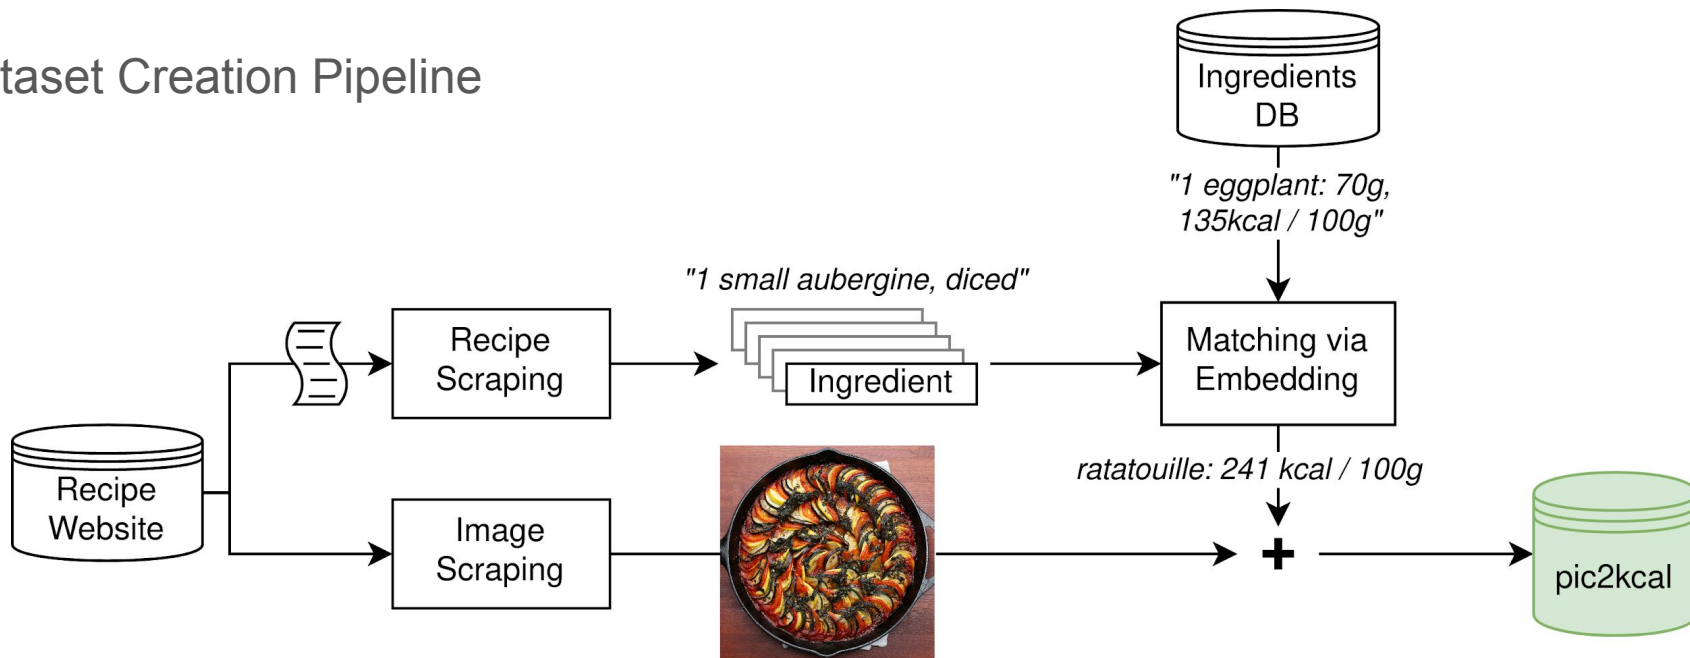 taset Creation Pipeline
Ingredients
DB
"1 eggplant: 70g,
135kcal / 100g"
"1 small aubergine, diced"
Recipe
Scraping
Ingredient
Matching via
Embedding
ratatouille: 241 kcal / 100g
Recipe
Website
Image
Scraping
+
pic2kcal